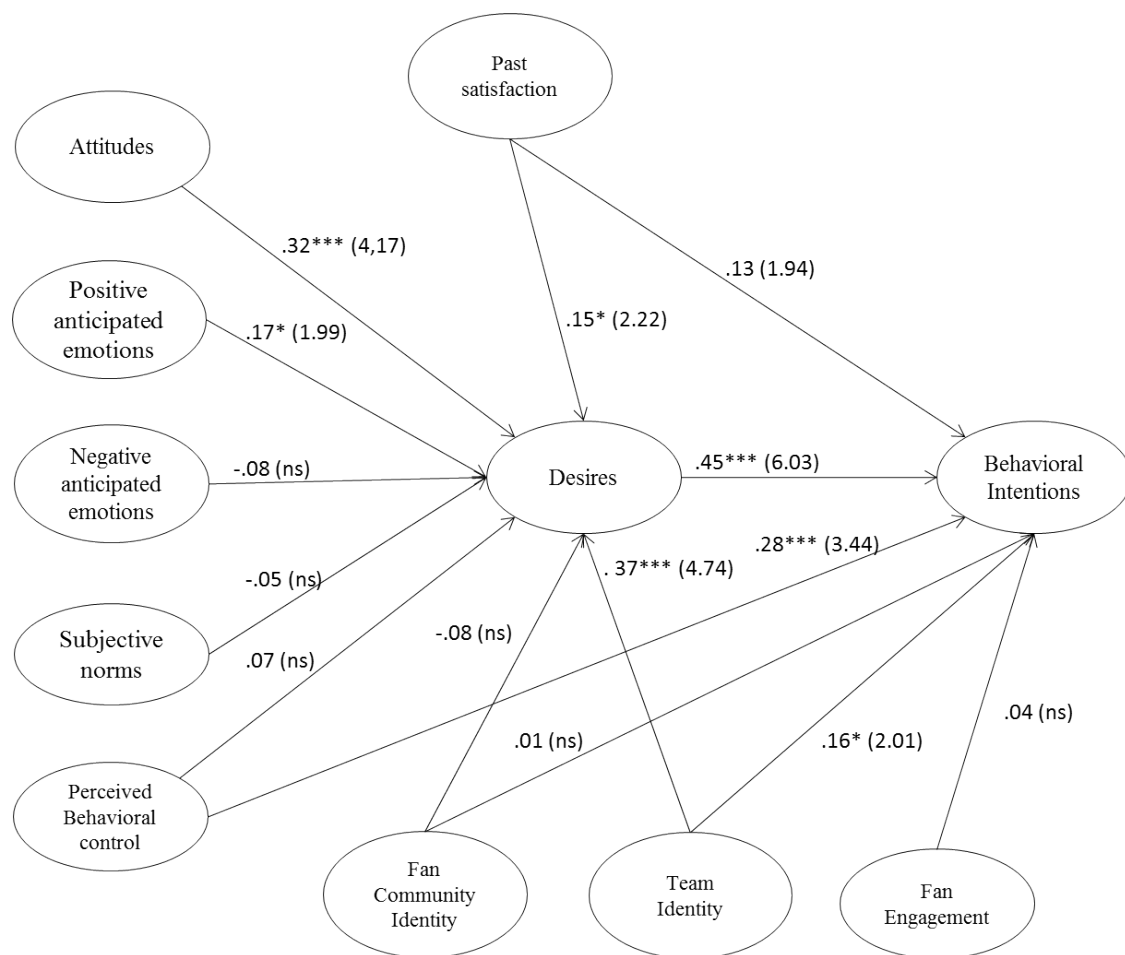 Past
satisfaction
Attitudes
.32*** (4,17)
.13 (1.94)
Positive
anticipated
emotions
.17* (1.99)
.15* (2.22)
Negative
anticipated
emotions
-.08 (ns)
Desires
.45*** (6.03)
Behavioral
Intentions
.28*** (3.44)
. 37*** (4.74)
-.05 (ns)
Subjective
norms
-.08 (ns)
.07 (ns)
.04 (ns)
.01 (ns)
.16* (2.01)
Perceived
Behavioral
control
Fan
Community
Identity
Team
Identity
Fan
Engagement